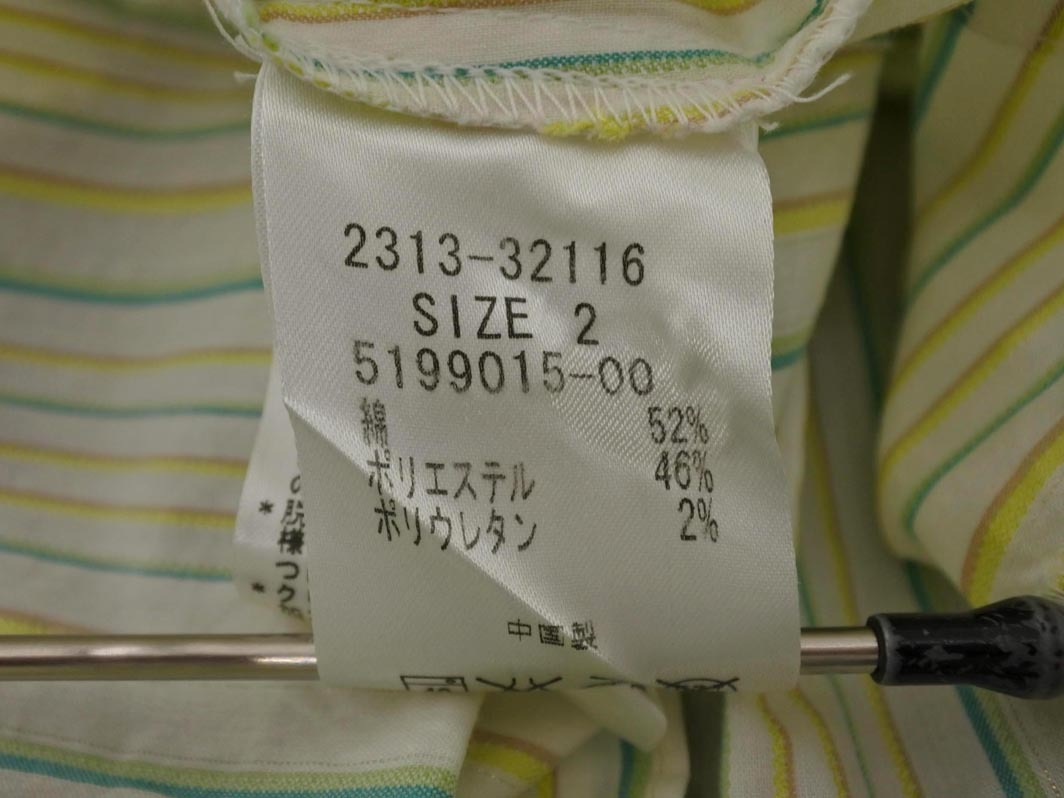 2313-32116
SIZE 2
5199015-00
綿 52%
ポリエステル 46%
ポリウレタン 2%
中国製